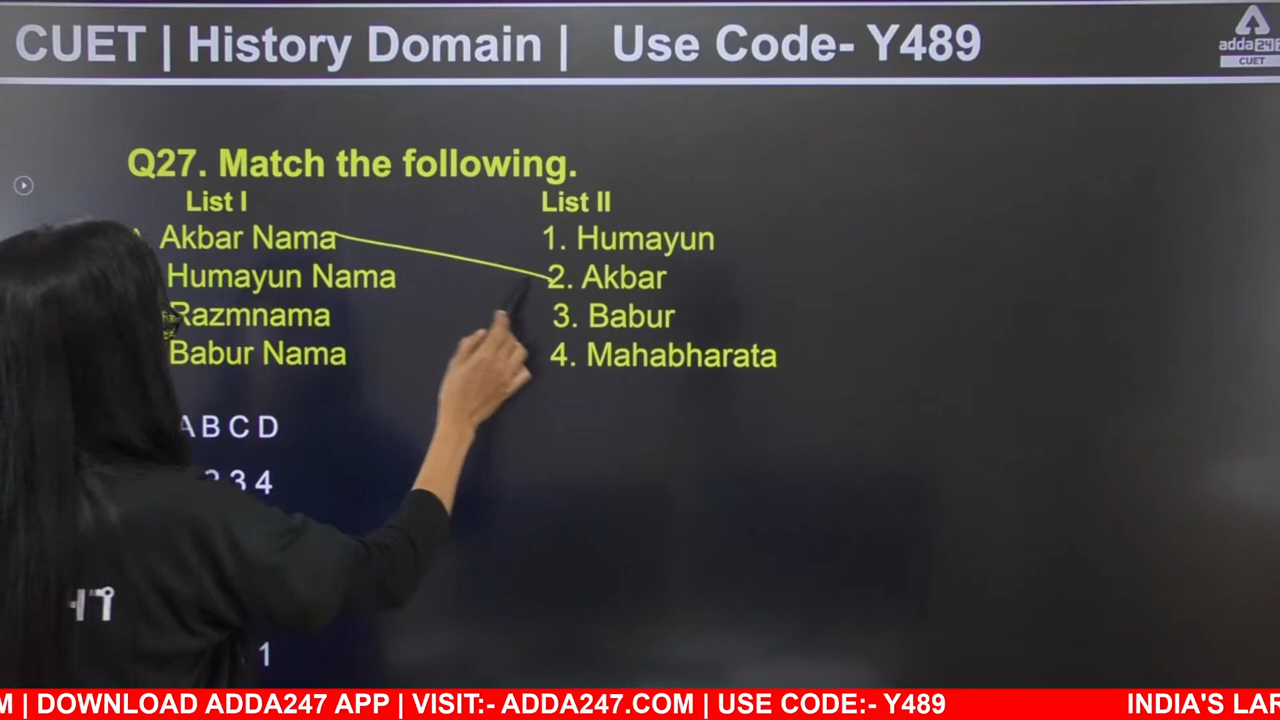 CUET | History Domain | Use Code- Y489
adda247
CUET
Q27. Match the following.
List I List II
Akbar Nama 1. Humayun
Humayun Nama 2. Akbar
Razmnama 3. Babur
Babur Nama 4. Mahabharata
A B C D
2 3 4
1
M | DOWNLOAD ADDA247 APP | VISIT:- ADDA247.COM | USE CODE:- Y489 INDIA'S LAR